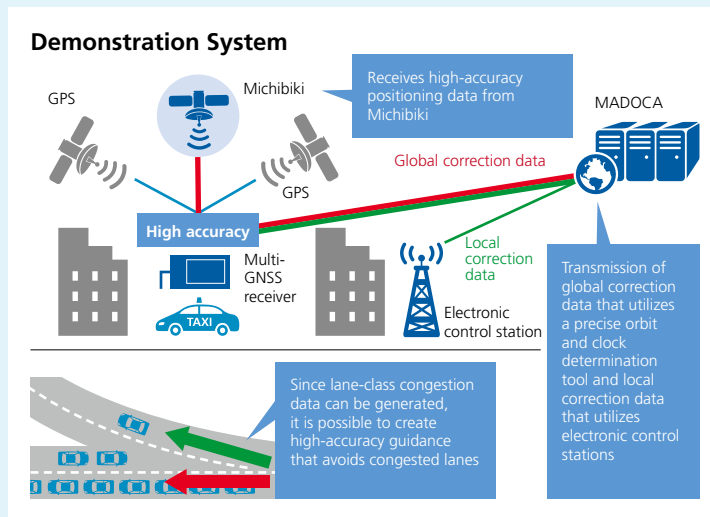 Demonstration System
GPS
Michibiki
Receives high-accuracy
positioning data from
Michibiki
MADOCA
GPS
Global correction data
High accuracy
Multi-
GNSS
receiver
TAXI
Local
correction
data
Electronic
control station
Transmission of
global correction
data that utilizes
a precise orbit
and clock
determination
tool and local
correction data
that utilizes
electronic control
stations
Since lane-class congestion
data can be generated,
it is possible to create
high-accuracy guidance
that avoids congested lanes